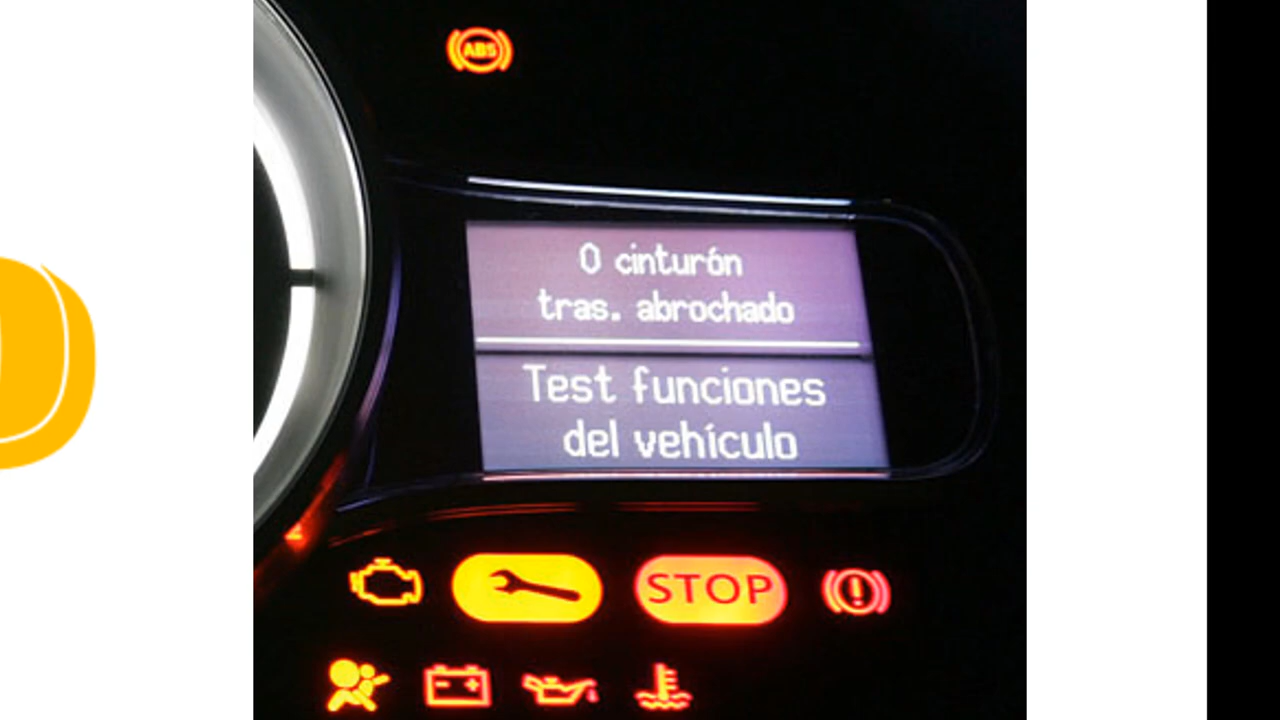 ABS
0 cinturón
tras. abrochado
Test funciones
del vehículo
STOP